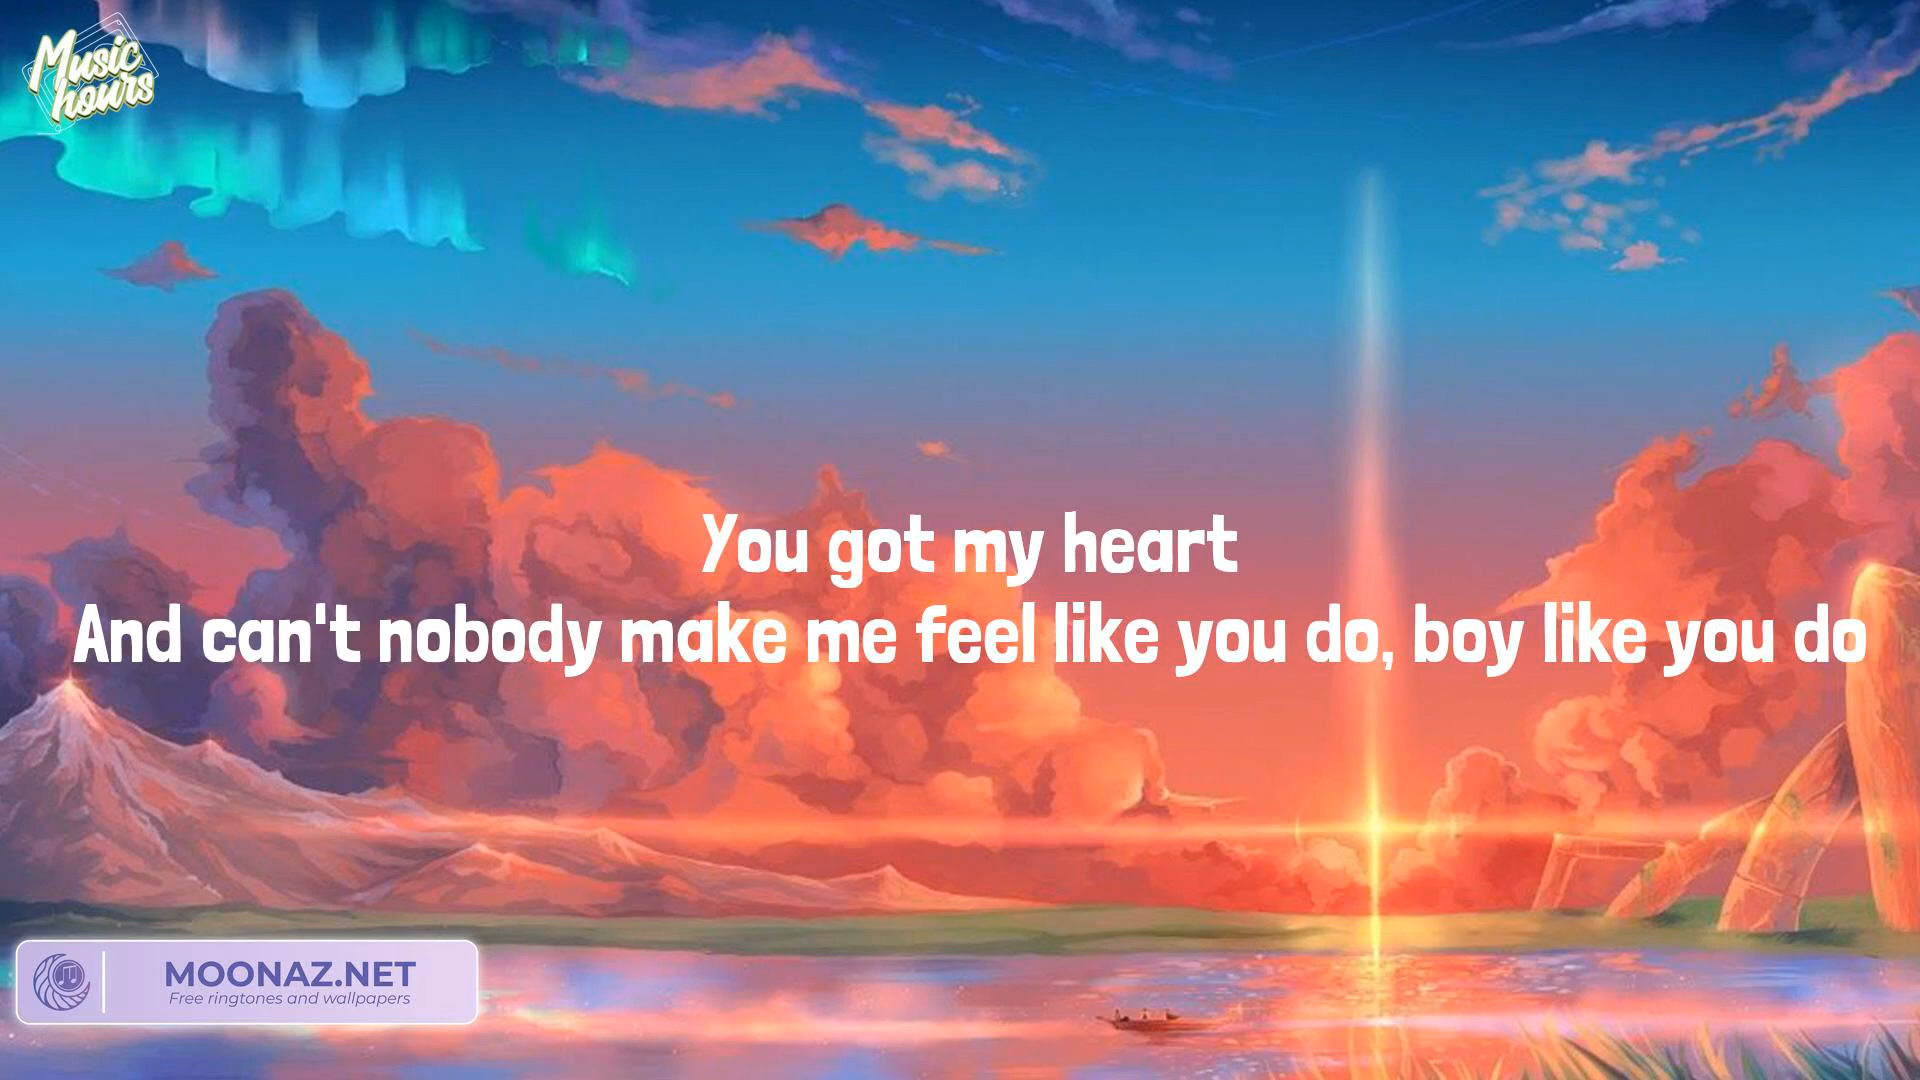 Music
hours
You got my heart
And can't nobody make me feel like you do, boy like you do
MOONAZ.NET
Free ringtones and wallpapers